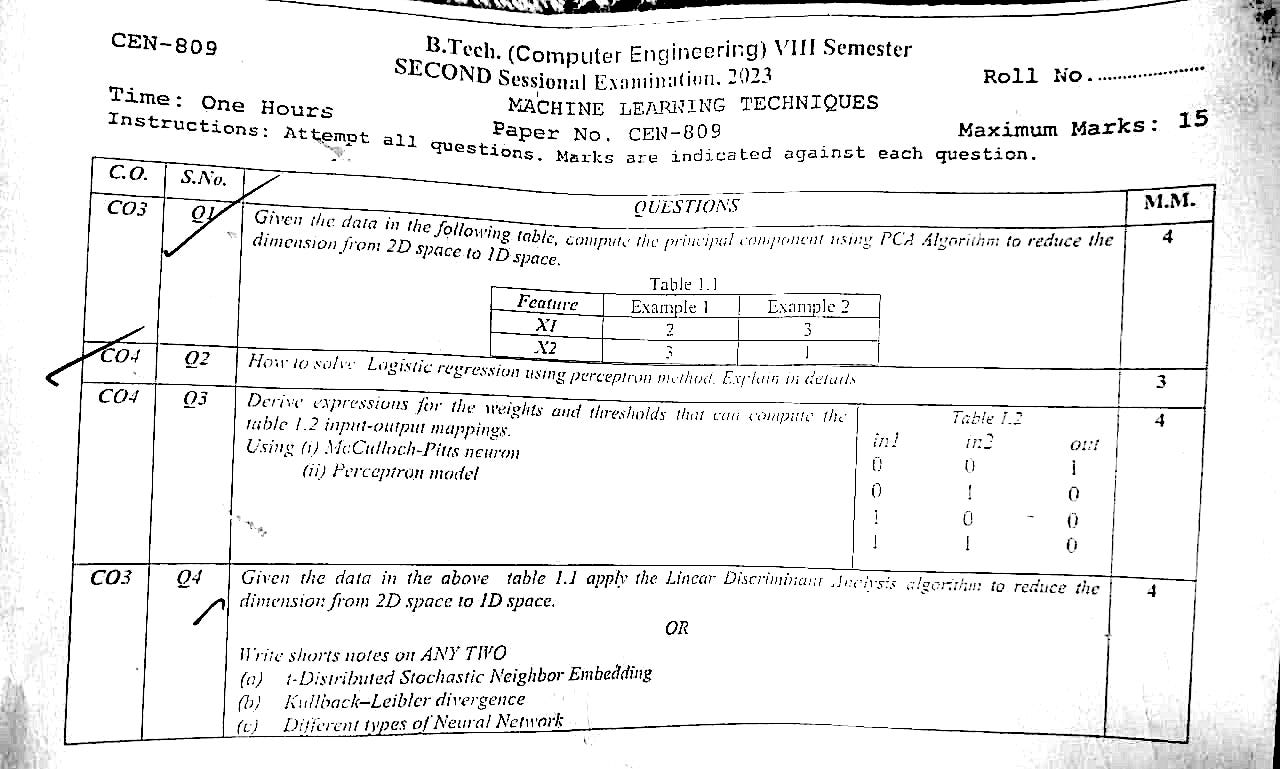 CEN-809
B.Tech. (Computer Engineering) VIII Semester
SECOND Sessional Examination. 2023
Roll No.
Time: One Hours
MACHINE LEARNING TECHNIQUES
Paper No. CEN-809
Maximum Marks: 15
Instructions: Attempt all questions. Marks are indicated against each question.
C.O. S.No. QUESTIONS M.M.
CO3 Q1 Given the data in the following table, compute the principal component using PCA Algorithm to reduce the 4
dimension from 2D space to 1D space.
Table 1.1
Feature Example 1 Example 2
X1 2 3
X2 3 1
CO4 Q2 How to solve Logistic regression using perceptron method. Explain in details 3
CO4 Q3 Derive expressions for the weights and thresholds that can compute the 4
table 1.2 input-output mappings.
Using (i) McCulloch-Pitts neuron
(ii) Perceptron model
Table 1.2
in1 in2 out
0 0 1
0 1 0
1 0 0
1 1 0
CO3 Q4 Given the data in the above table 1.1 apply the Linear Discriminant Analysis algorithm to reduce the 4
dimension from 2D space to 1D space.
OR
Write shorts notes on ANY TWO
(a) t-Distributed Stochastic Neighbor Embedding
(b) Kullback–Leibler divergence
(c) Different types of Neural Network